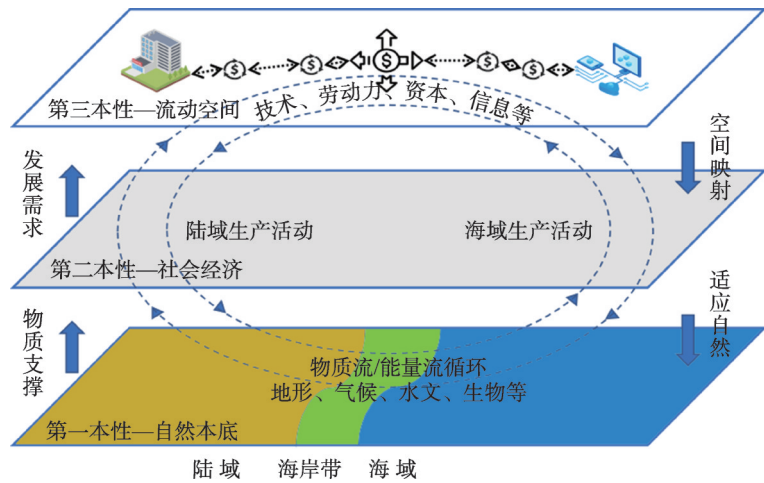 第三本性—流动空间
技术、劳动力、资本、信息等
发展需求
空间映射
陆域生产活动
海域生产活动
第二本性—社会经济
物质支撑
适应自然
物质流/能量流循环
地形、气候、水文、生物等
第一本性—自然本底
陆 域
海岸带
海 域